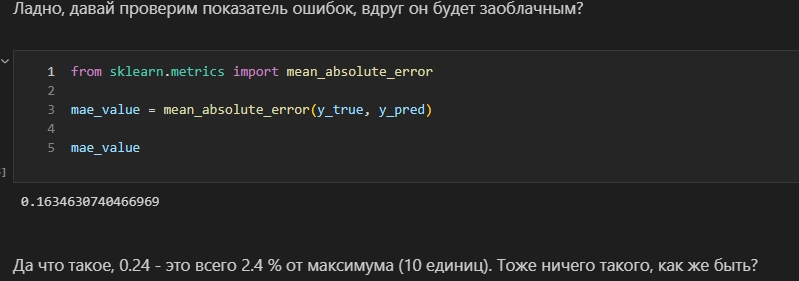 Ладно, давай проверим показатель ошибок, вдруг он будет заоблачным?
1 from sklearn.metrics import mean_absolute_error
2
3 mae_value = mean_absolute_error(y_true, y_pred)
4
5 mae_value
0.1634630740466969
Да что такое, 0.24 - это всего 2.4 % от максимума (10 единиц). Тоже ничего такого, как же быть?